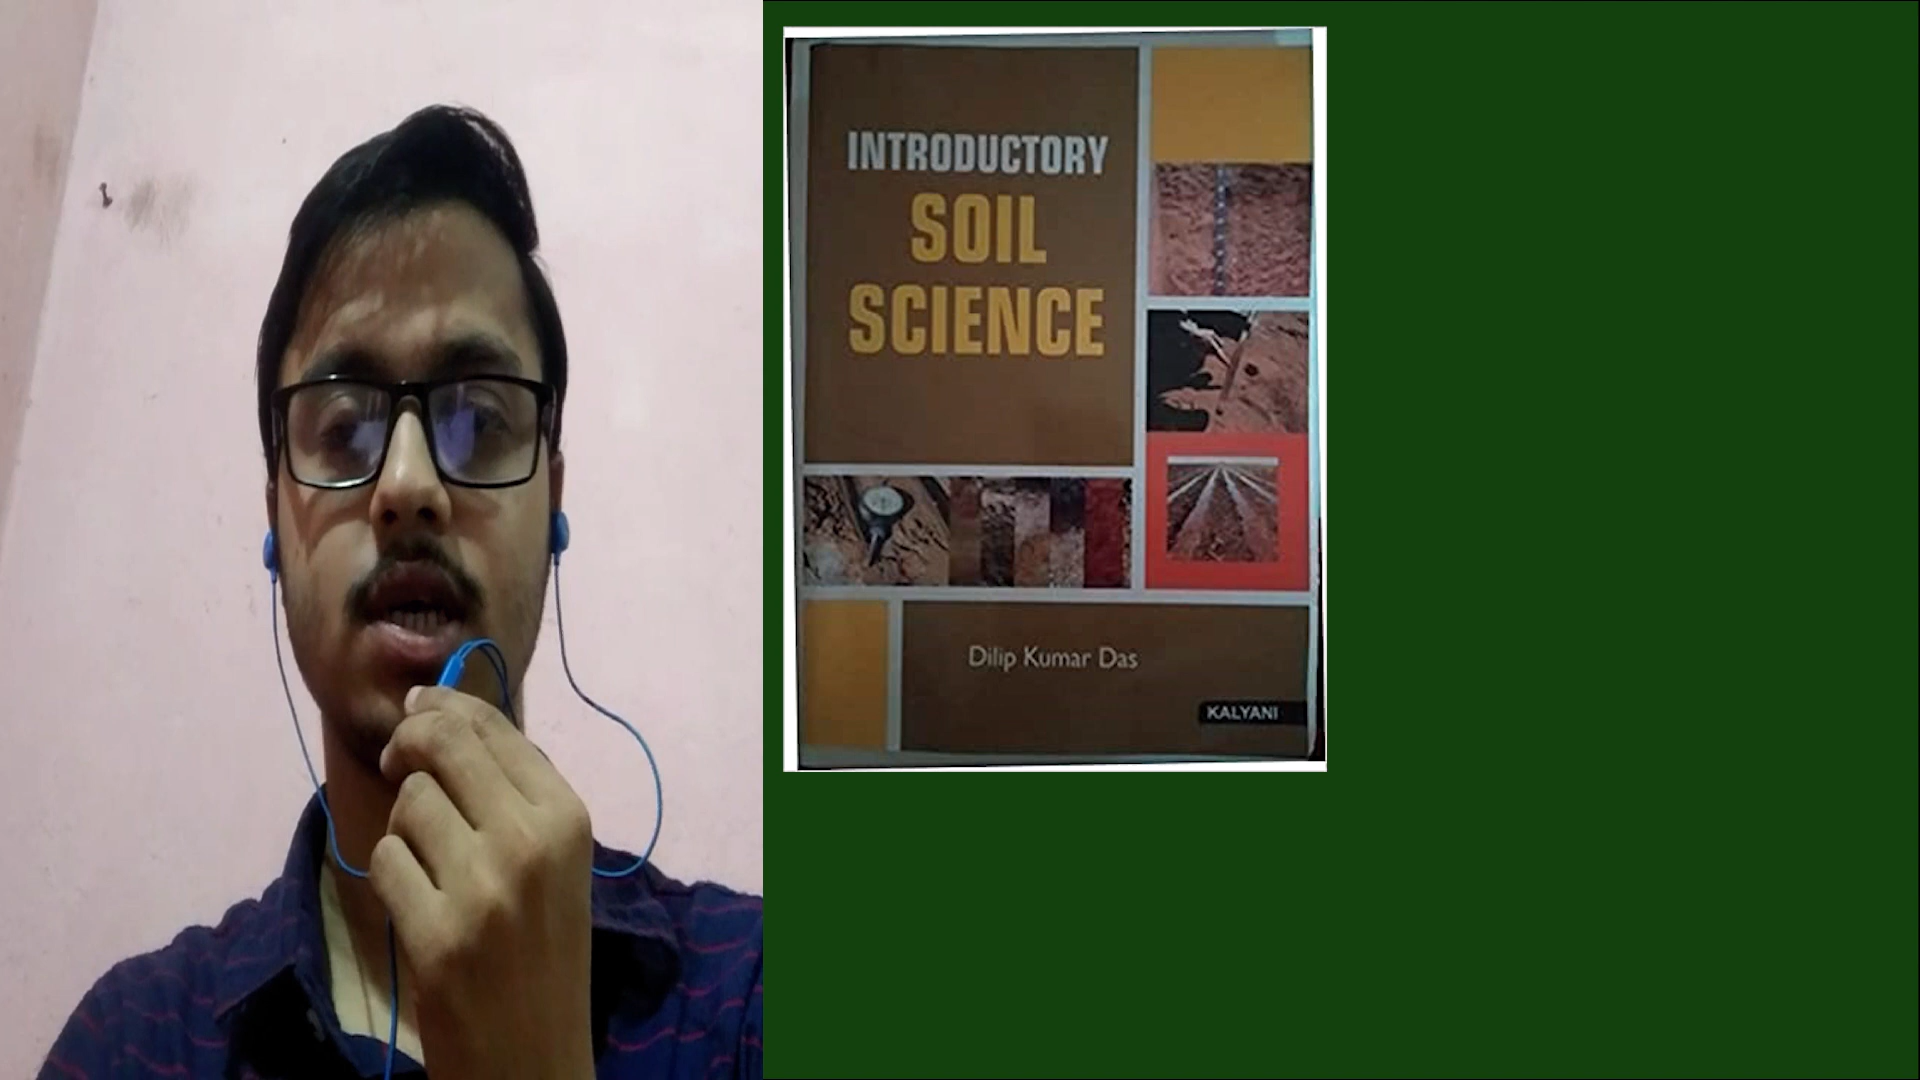 INTRODUCTORY
SOIL
SCIENCE
Dilip Kumar Das
KALYANI